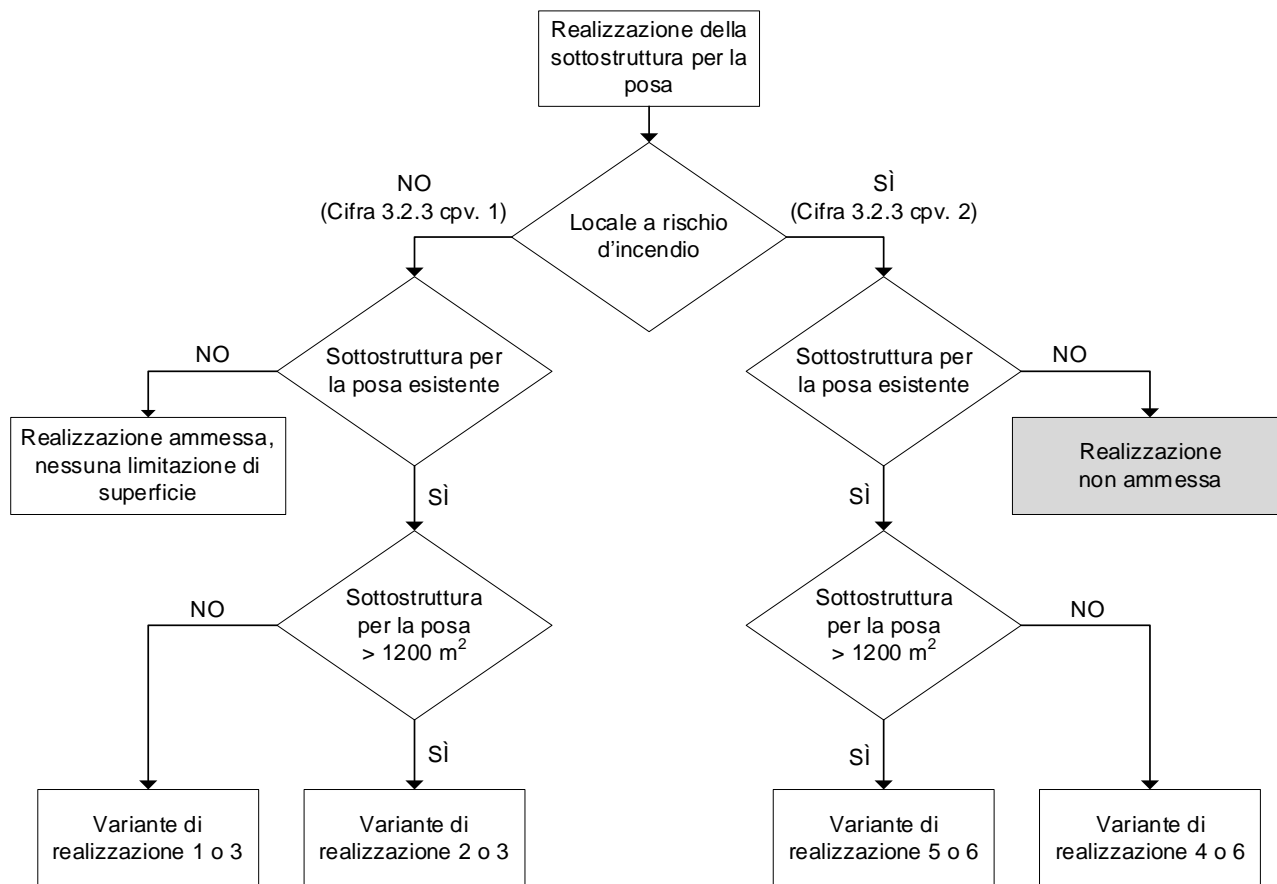 Realizzazione della
sottostruttura per la
posa
NO
(Cifra 3.2.3 cpv. 1)
SÌ
(Cifra 3.2.3 cpv. 2)
Locale a rischio
d'incendio
NO
Sottostruttura per
la posa esistente
Sottostruttura per
la posa esistente
NO
Realizzazione ammessa,
nessuna limitazione di
superficie
Realizzazione
non ammessa
SÌ
SÌ
NO
Sottostruttura
per la posa
> 1200 m²
Sottostruttura
per la posa
> 1200 m²
NO
SÌ
SÌ
Variante di
realizzazione 1 o 3
Variante di
realizzazione 2 o 3
Variante di
realizzazione 5 o 6
Variante di
realizzazione 4 o 6